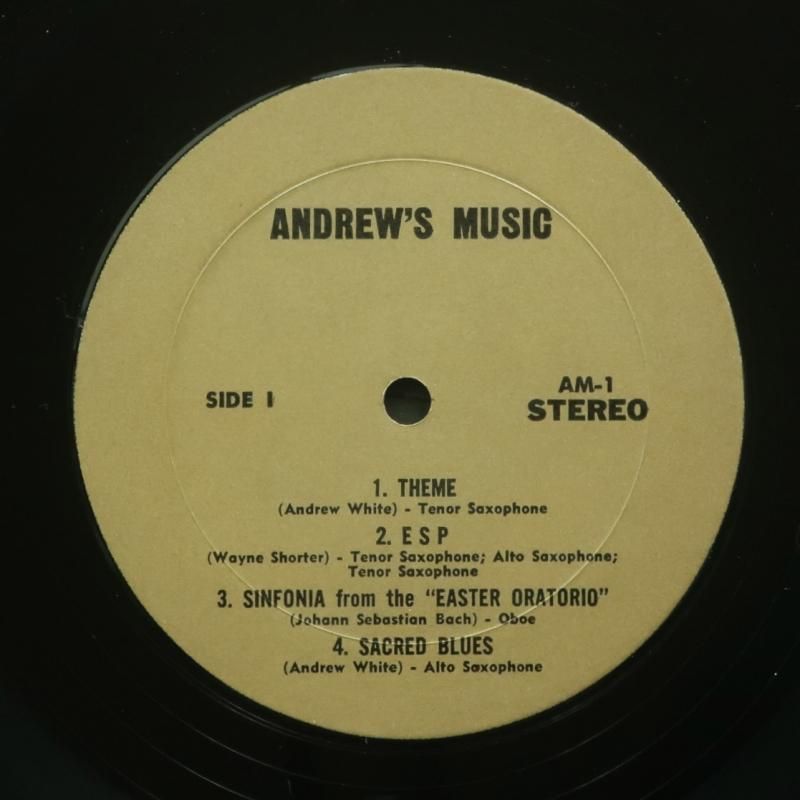 ANDREW'S MUSIC
SIDE 1
AM-1
STEREO
1. THEME
(Andrew White) - Tenor Saxophone
2. E S P
(Wayne Shorter) - Tenor Saxophone; Alto Saxophone;
Tenor Saxophone
3. SINFONIA from the "EASTER ORATORIO"
(Johann Sebastian Bach) - Oboe
4. SACRED BLUES
(Andrew White) - Alto Saxophone